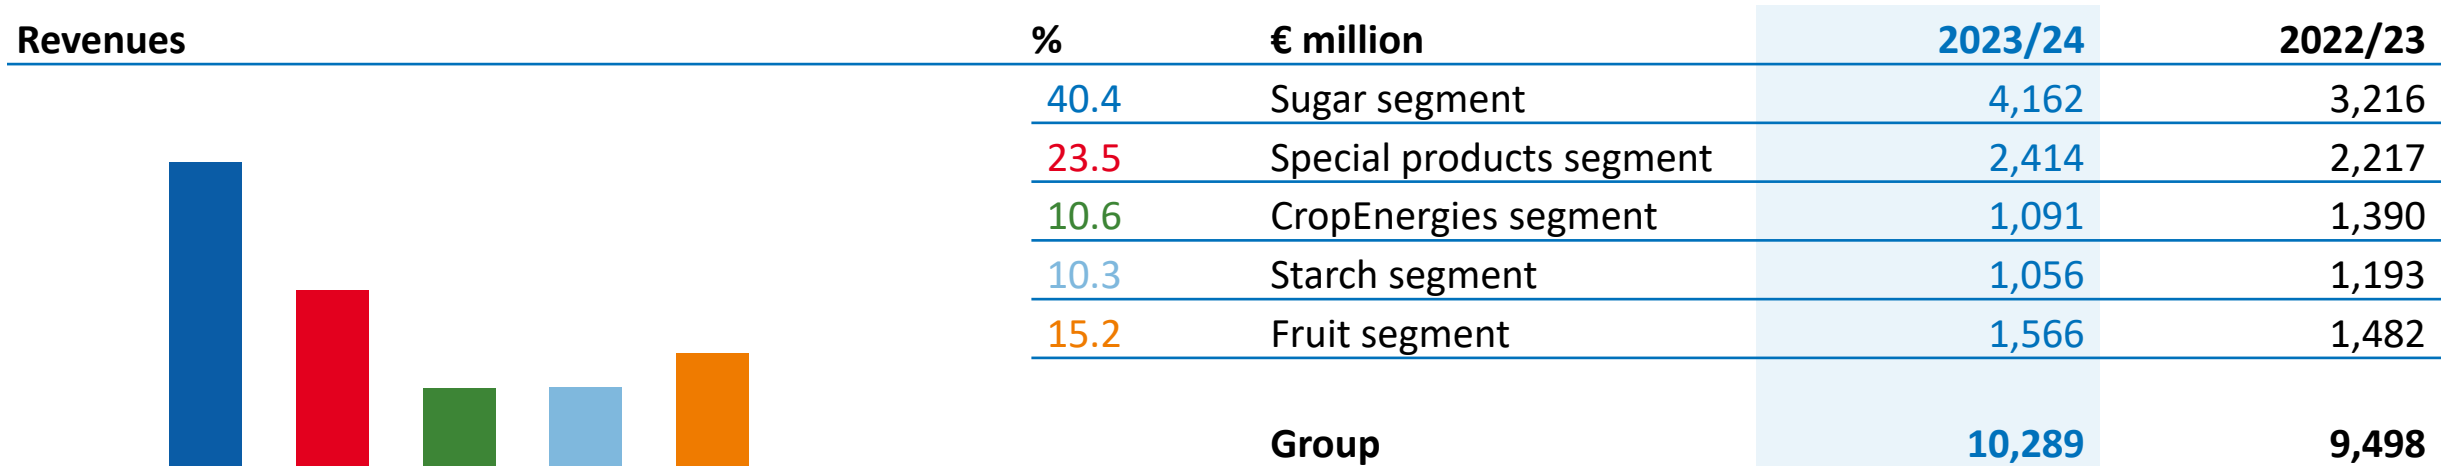 Revenues % € million 2023/24 2022/23
40.4 Sugar segment 4,162 3,216
23.5 Special products segment 2,414 2,217
10.6 CropEnergies segment 1,091 1,390
10.3 Starch segment 1,056 1,193
15.2 Fruit segment 1,566 1,482
Group 10,289 9,498